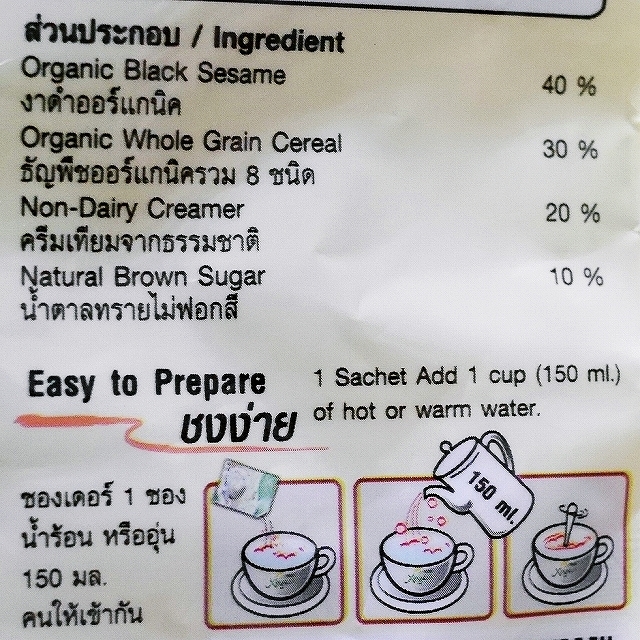 ส่วนประกอบ / Ingredient
Organic Black Sesame 40 %
งาดำออร์แกนิค
Organic Whole Grain Cereal 30 %
ธัญพืชออร์แกนิครวม 8 ชนิด
Non-Dairy Creamer 20 %
ครีมเทียมจากธรรมชาติ
Natural Brown Sugar 10 %
น้ำตาลทรายไม่ฟอกสี
Easy to Prepare
ชงง่าย
1 Sachet Add 1 cup (150 ml.)
of hot or warm water.
ซองเดอร์ 1 ซอง
น้ำร้อน หรืออุ่น
150 มล.
คนให้เข้ากัน
150 ml.